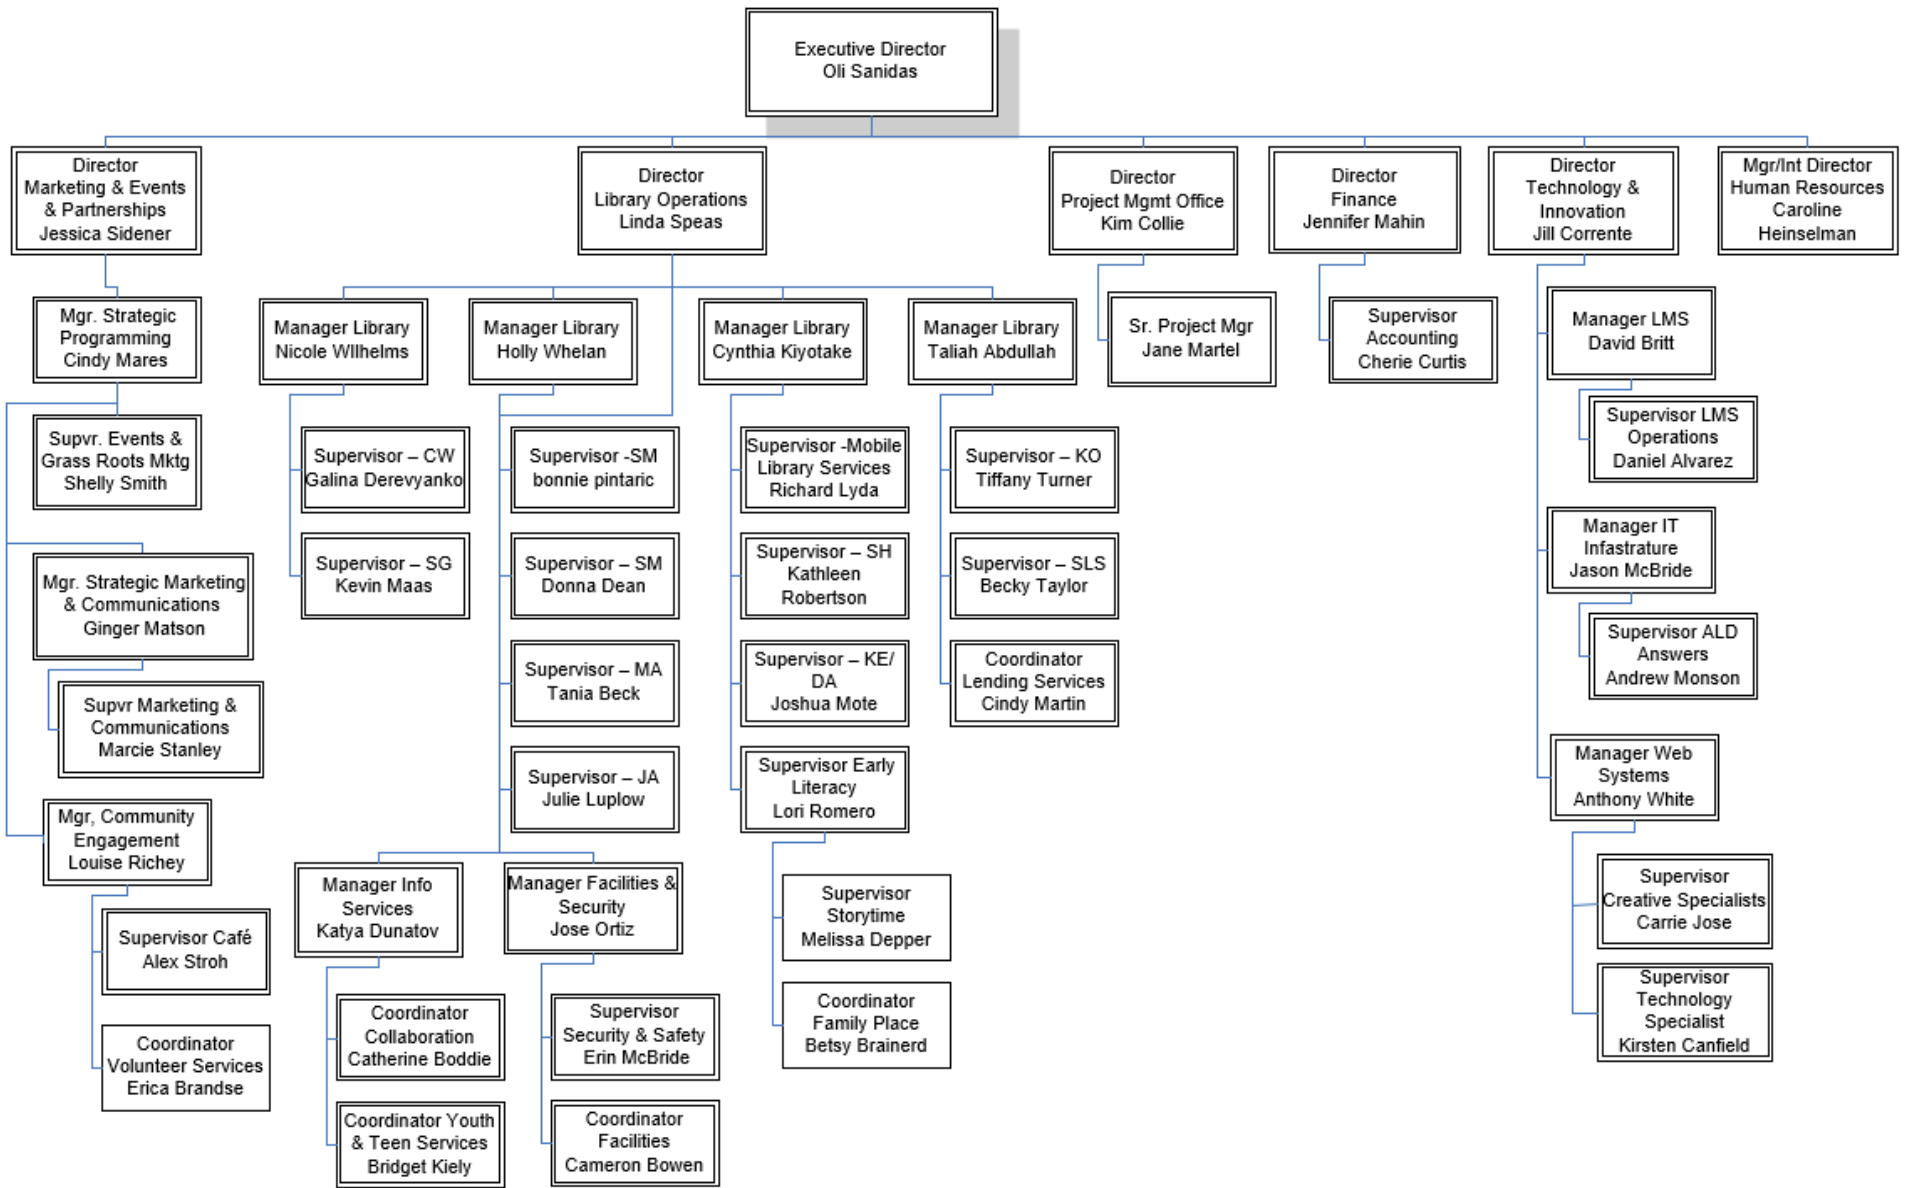 Executive Director
Oli Sanidas
Director
Marketing & Events
& Partnerships
Jessica Sidener
Director
Library Operations
Linda Speas
Director
Project Mgmt Office
Kim Collie
Director
Finance
Jennifer Mahin
Director
Technology &
Innovation
Jill Corrente
Mgr/Int Director
Human Resources
Caroline
Heinselman
Mgr. Strategic
Programming
Cindy Mares
Supvr. Events &
Grass Roots Mktg
Shelly Smith
Mgr. Strategic Marketing
& Communications
Ginger Matson
Supvr Marketing &
Communications
Marcie Stanley
Mgr, Community
Engagement
Louise Richey
Supervisor Café
Alex Stroh
Coordinator
Volunteer Services
Erica Brandse
Manager Library
Nicole WIlhelms
Supervisor – CW
Galina Derevyanko
Supervisor – SG
Kevin Maas
Manager Library
Holly Whelan
Supervisor -SM
bonnie pintaric
Supervisor – SM
Donna Dean
Supervisor – MA
Tania Beck
Supervisor – JA
Julie Luplow
Manager Info
Services
Katya Dunatov
Coordinator
Collaboration
Catherine Boddie
Coordinator Youth
& Teen Services
Bridget Kiely
Manager Facilities &
Security
Jose Ortiz
Supervisor
Security & Safety
Erin McBride
Coordinator
Facilities
Cameron Bowen
Manager Library
Cynthia Kiyotake
Supervisor -Mobile
Library Services
Richard Lyda
Supervisor – SH
Kathleen
Robertson
Supervisor – KE/
DA
Joshua Mote
Supervisor Early
Literacy
Lori Romero
Supervisor
Storytime
Melissa Depper
Coordinator
Family Place
Betsy Brainerd
Manager Library
Taliah Abdullah
Supervisor – KO
Tiffany Turner
Supervisor – SLS
Becky Taylor
Coordinator
Lending Services
Cindy Martin
Sr. Project Mgr
Jane Martel
Supervisor
Accounting
Cherie Curtis
Manager LMS
David Britt
Supervisor LMS
Operations
Daniel Alvarez
Manager IT
Infastrature
Jason McBride
Supervisor ALD
Answers
Andrew Monson
Manager Web
Systems
Anthony White
Supervisor
Creative Specialists
Carrie Jose
Supervisor
Technology
Specialist
Kirsten Canfield